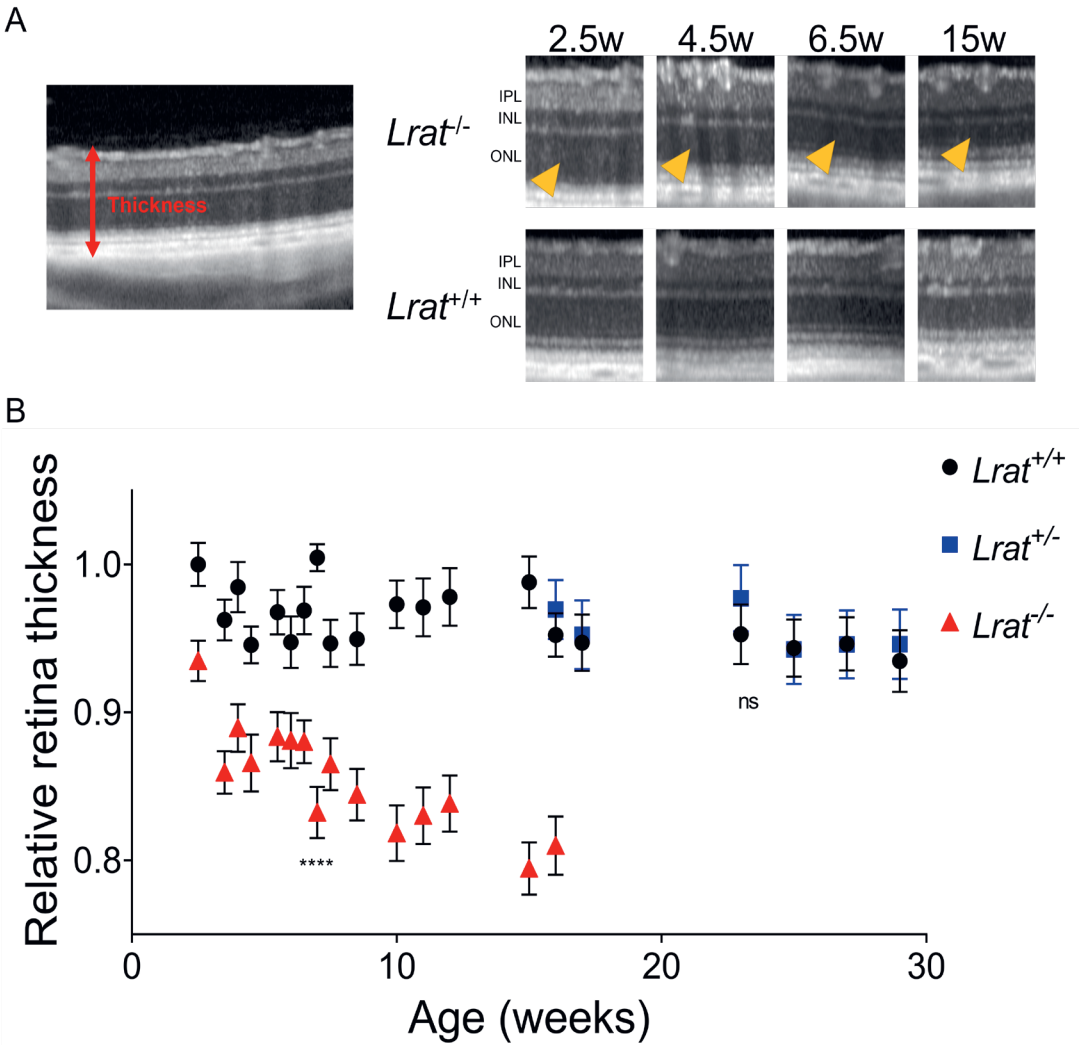 A
2.5w 4.5w 6.5w 15w
Thickness
Lrat-/-
IPL
INL
ONL
Lrat+/+
IPL
INL
ONL
B
Relative retina thickness
1.0
0.9
0.8
0 10 20 30
Age (weeks)
****
ns
Lrat+/+
Lrat+/-
Lrat-/-